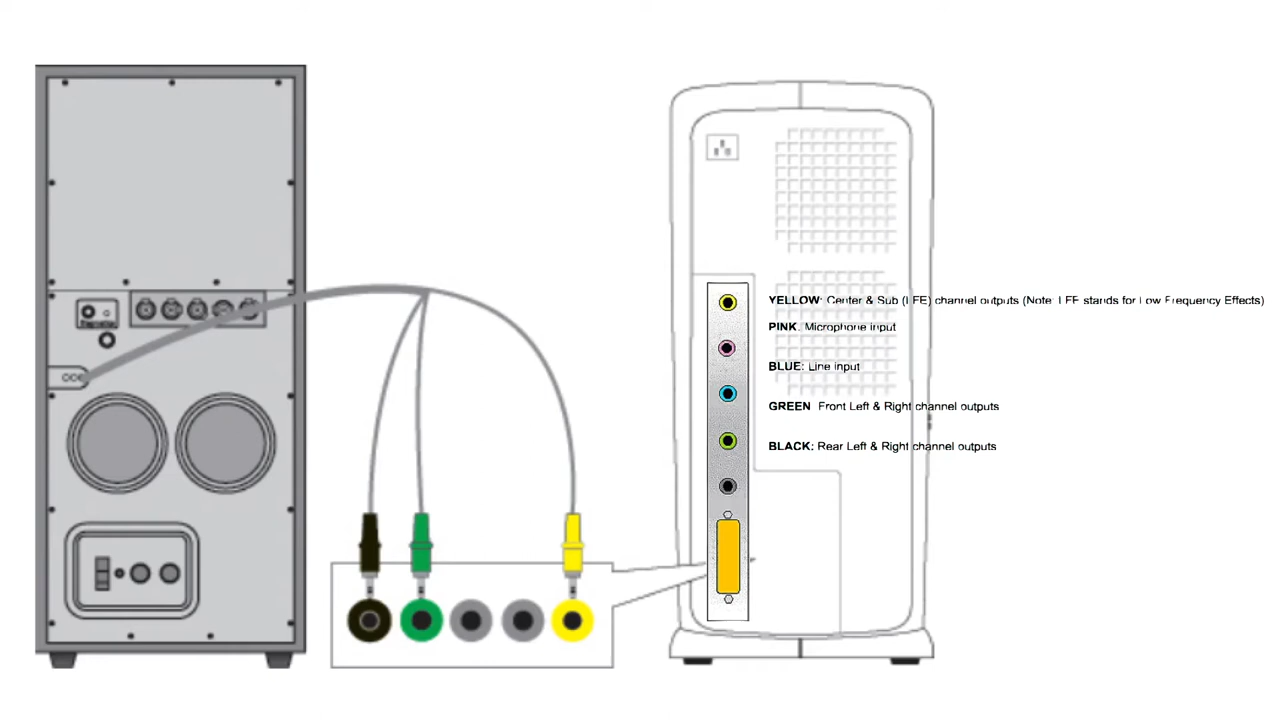 YELLOW: Center & Sub (LFE) channel outputs (Note: LFE stands for Low Frequency Effects)
PINK. Microphone input
BLUE: Line input
GREEN Front Left & Right channel outputs
BLACK: Rear Left & Right channel outputs